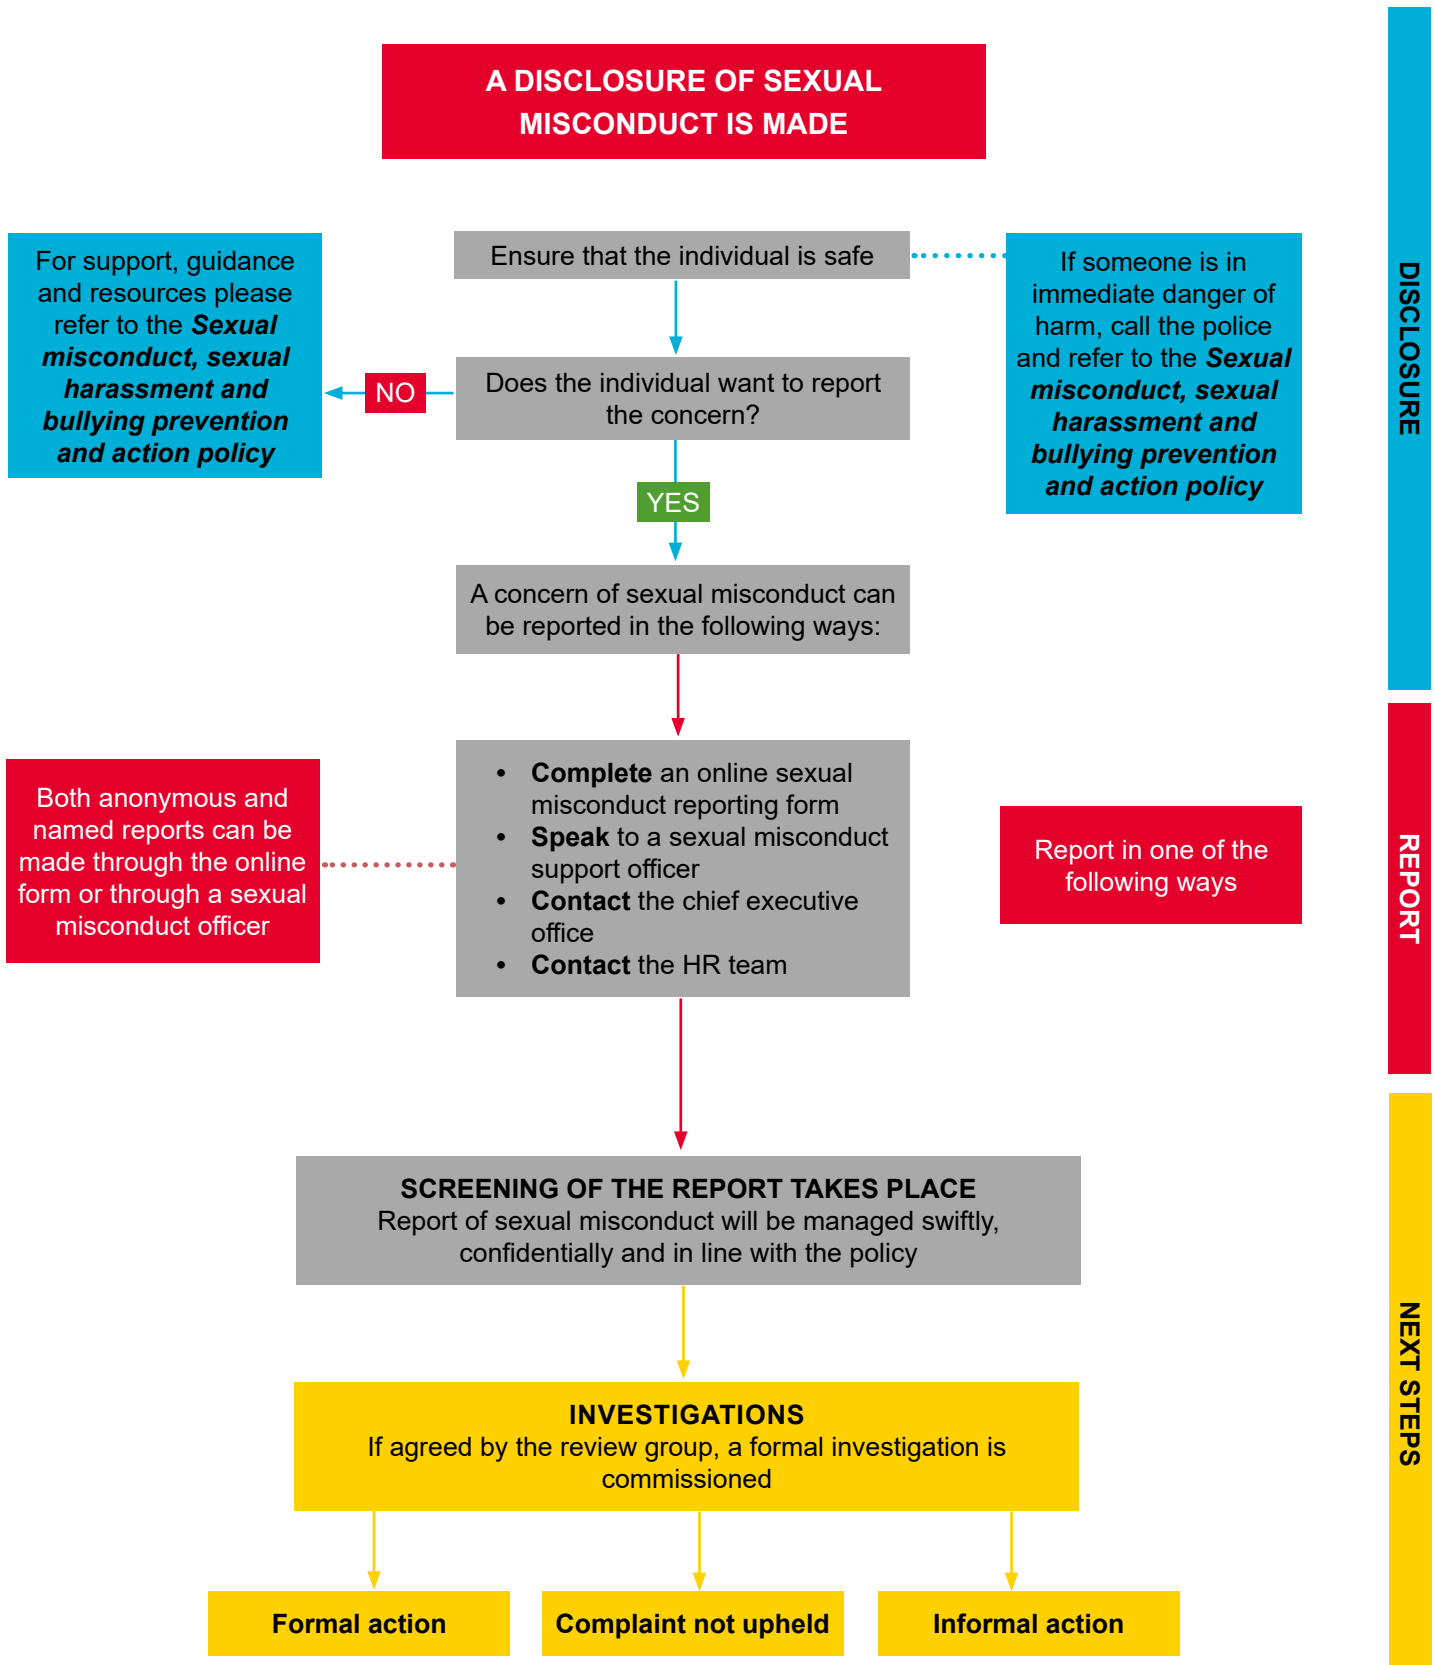 A DISCLOSURE OF SEXUAL
MISCONDUCT IS MADE
For support, guidance
and resources please
refer to the Sexual
misconduct, sexual
harassment and
bullying prevention
and action policy
Ensure that the individual is safe
If someone is in
immediate danger of
harm, call the police
and refer to the Sexual
misconduct, sexual
harassment and
bullying prevention
and action policy
Does the individual want to report
the concern?
NO
YES
A concern of sexual misconduct can
be reported in the following ways:
DISCLOSURE
Both anonymous and
named reports can be
made through the online
form or through a sexual
misconduct officer
• Complete an online sexual
misconduct reporting form
• Speak to a sexual misconduct
support officer
• Contact the chief executive
office
• Contact the HR team
Report in one of the
following ways
REPORT
SCREENING OF THE REPORT TAKES PLACE
Report of sexual misconduct will be managed swiftly,
confidentially and in line with the policy
INVESTIGATIONS
If agreed by the review group, a formal investigation is
commissioned
Formal action
Complaint not upheld
Informal action
NEXT STEPS